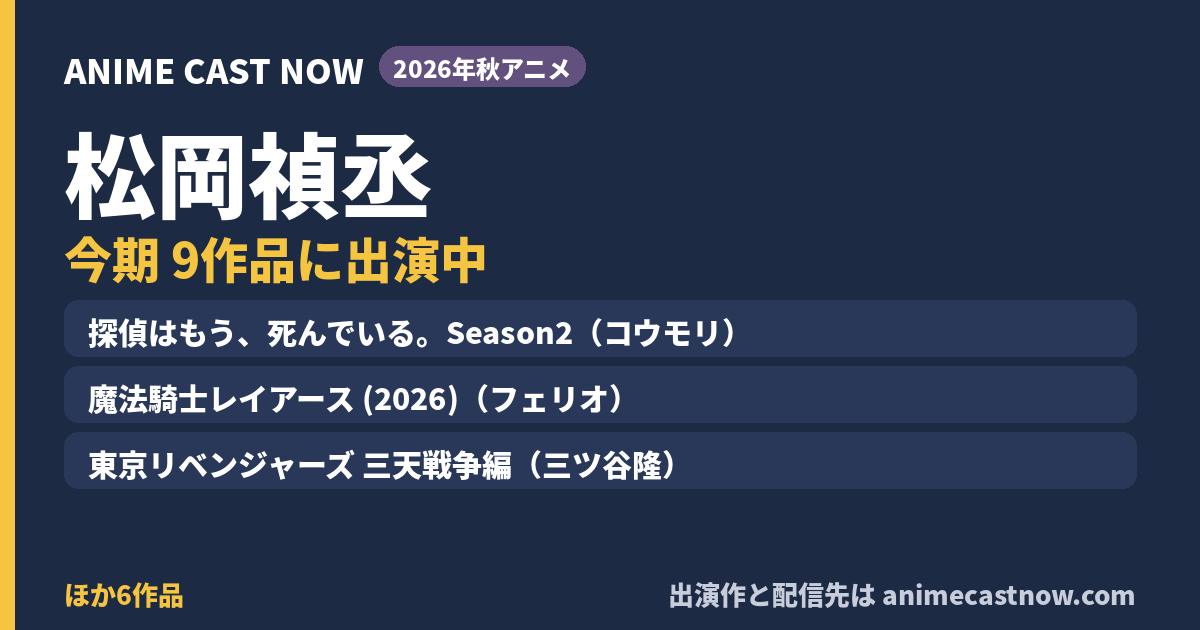 ANIME CAST NOW 2026年秋アニメ
松岡禎丞
今期 9作品に出演中
探偵はもう、死んでいる。Season2（コウモリ）
魔法騎士レイアース (2026)（フェリオ）
東京リベンジャーズ 三天戦争編（三ツ谷隆）
ほか6作品
出演作と配信先は animecastnow.com